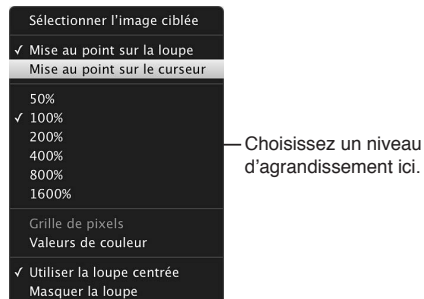 Sélectionner l'image ciblée
✓ Mise au point sur la loupe
Mise au point sur le curseur
50%
✓ 100%
200%
400%
800%
1600%
Choisissez un niveau
d'agrandissement ici.
Grille de pixels
Valeurs de couleur
✓ Utiliser la loupe centrée
Masquer la loupe